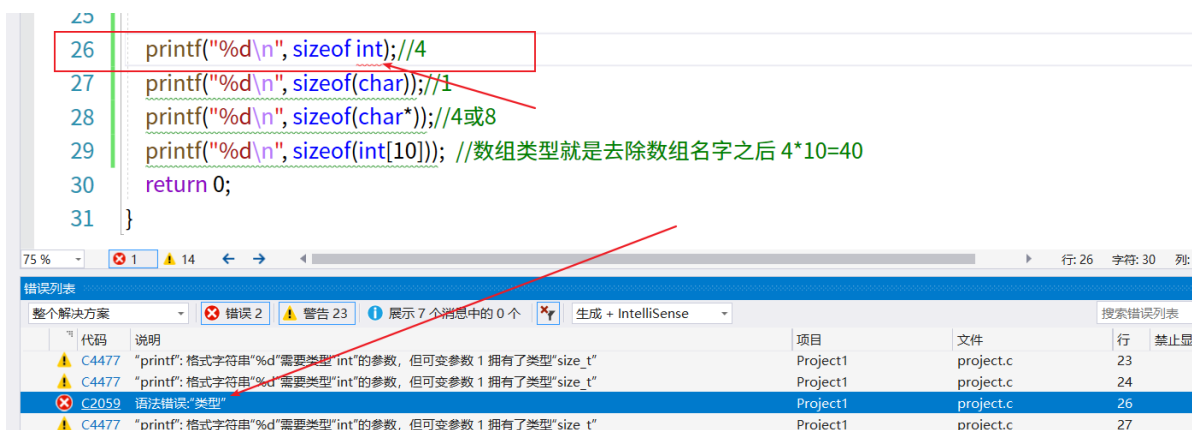 25
26 printf("%d\n", sizeof int);//4
27 printf("%d\n", sizeof(char));//1
28 printf("%d\n", sizeof(char*));//4或8
29 printf("%d\n", sizeof(int[10])); //数组类型就是去除数组名字之后 4*10=40
30 return 0;
31 }
75 % 1 14 行: 26 字符: 30 列:
错误列表
整个解决方案 错误 2 警告 23 展示 7 个消息中的 0 个 生成 + IntelliSense 搜索错误列表
代码 说明 项目 文件 行 禁止显
C4477 “printf”: 格式字符串“%d”需要类型“int”的参数，但可变参数 1 拥有了类型“size_t” Project1 project.c 23
C4477 “printf”: 格式字符串“%d”需要类型“int”的参数，但可变参数 1 拥有了类型“size_t” Project1 project.c 24
C2059 语法错误:“类型” Project1 project.c 26
C4477 “printf”: 格式字符串“%d”需要类型“int”的参数，但可变参数 1 拥有了类型“size_t” Project1 project.c 27